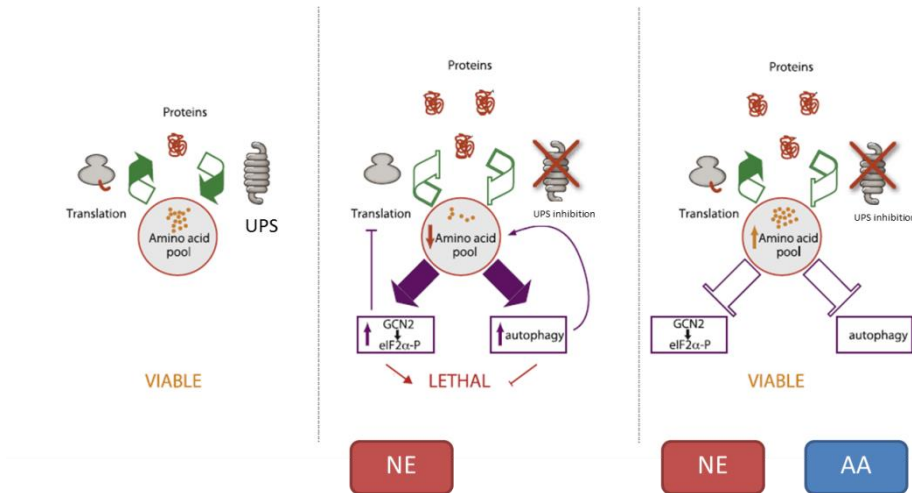 Proteins
Translation
UPS
Amino acid
pool
VIABLE
Proteins
Translation
UPS inhibition
Amino acid
pool
GCN2
eIF2α-P
autophagy
LETHAL
NE
Proteins
Translation
UPS inhibition
Amino acid
pool
GCN2
eIF2α-P
autophagy
VIABLE
NE
AA